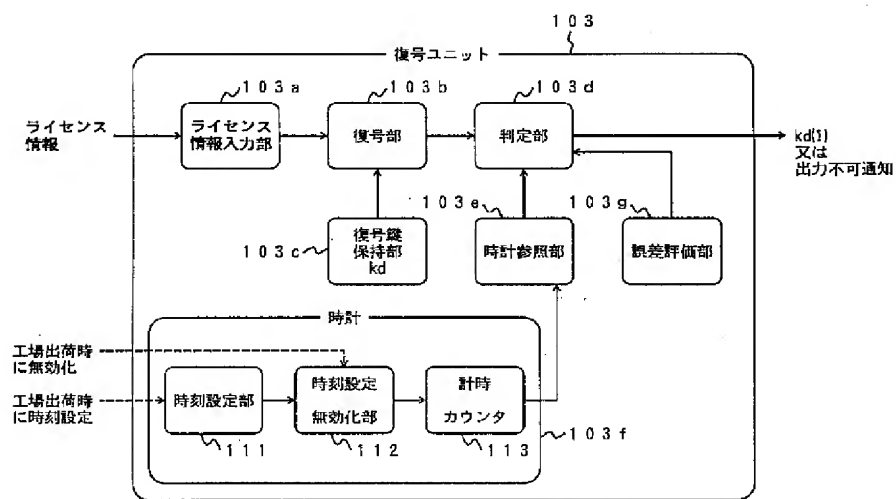 103
復号ユニット
103a
103b
103d
ライセンス
情報
ライセンス
情報入力部
復号部
判定部
kd(1)
又は
出力不可通知
103e
103g
103c
復号鍵
保持部
kd
時計参照部
誤差評価部
時計
工場出荷時
に無効化
工場出荷時
に時刻設定
時刻設定部
時刻設定
無効化部
計時
カウンタ
103f
111
112
113